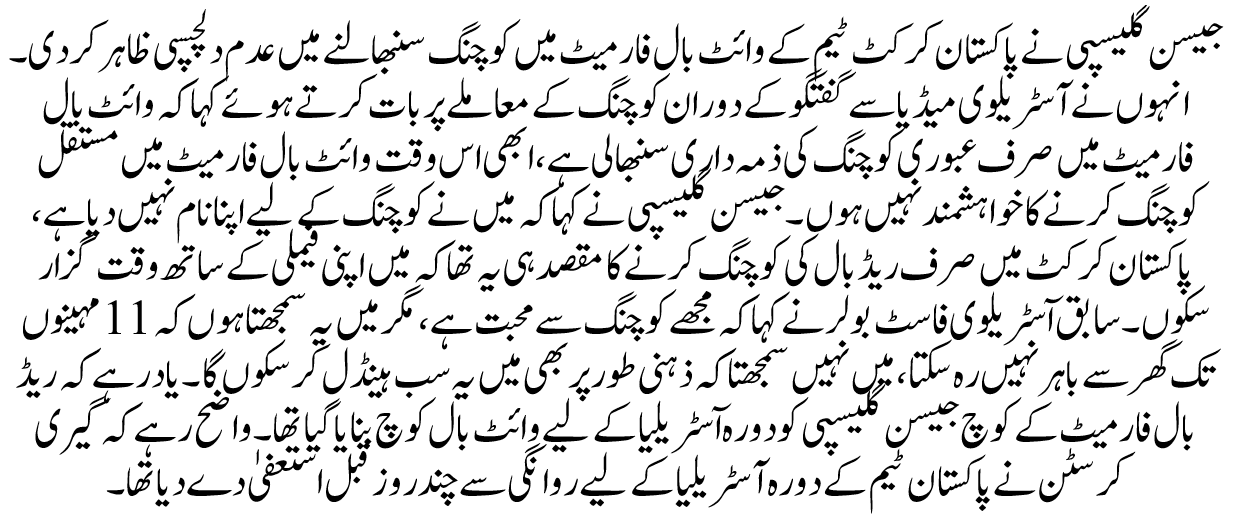 جیسن گلیسپی نے پاکستان کرکٹ ٹیم کے وائٹ بال فارمیٹ میں کوچنگ سنبھالنے میں عدم دلچسپی ظاہر کردی۔
انہوں نے آسٹریلوی میڈیا سے گفتگو کے دوران کوچنگ کے معاملے پر بات کرتے ہوئے کہا کہ وائٹ بال
فارمیٹ میں صرف عبوری کوچنگ کی ذمہ داری سنبھالی ہے، ابھی اس وقت وائٹ بال فارمیٹ میں مستقل
کوچنگ کرنے کا خواہشمند نہیں ہوں۔ جیسن گلیسپی نے کہا کہ میں نے کوچنگ کے لیے اپنا نام نہیں دیا ہے،
پاکستان کرکٹ میں صرف ریڈ بال کی کوچنگ کرنے کا مقصد ہی یہ تھا کہ میں اپنی فیملی کے ساتھ وقت گزار
سکوں۔ سابق آسٹریلوی فاسٹ بولر نے کہا کہ مجھے کوچنگ سے محبت ہے، مگر میں یہ سمجھتا ہوں کہ 11 مہینوں
تک گھر سے باہر نہیں رہ سکتا، میں نہیں سمجھتا کہ ذہنی طور پر بھی میں یہ سب ہینڈل کر سکوں گا۔ یاد رہے کہ ریڈ
بال فارمیٹ کے کوچ جیسن گلیسپی کو دورہ آسٹریلیا کے لیے وائٹ بال کوچ بنایا گیا تھا۔ واضح رہے کہ گیری
کرسٹن نے پاکستان ٹیم کے دورہ آسٹریلیا کے لیے روانگی سے چند روز قبل استعفیٰ دے دیا تھا۔